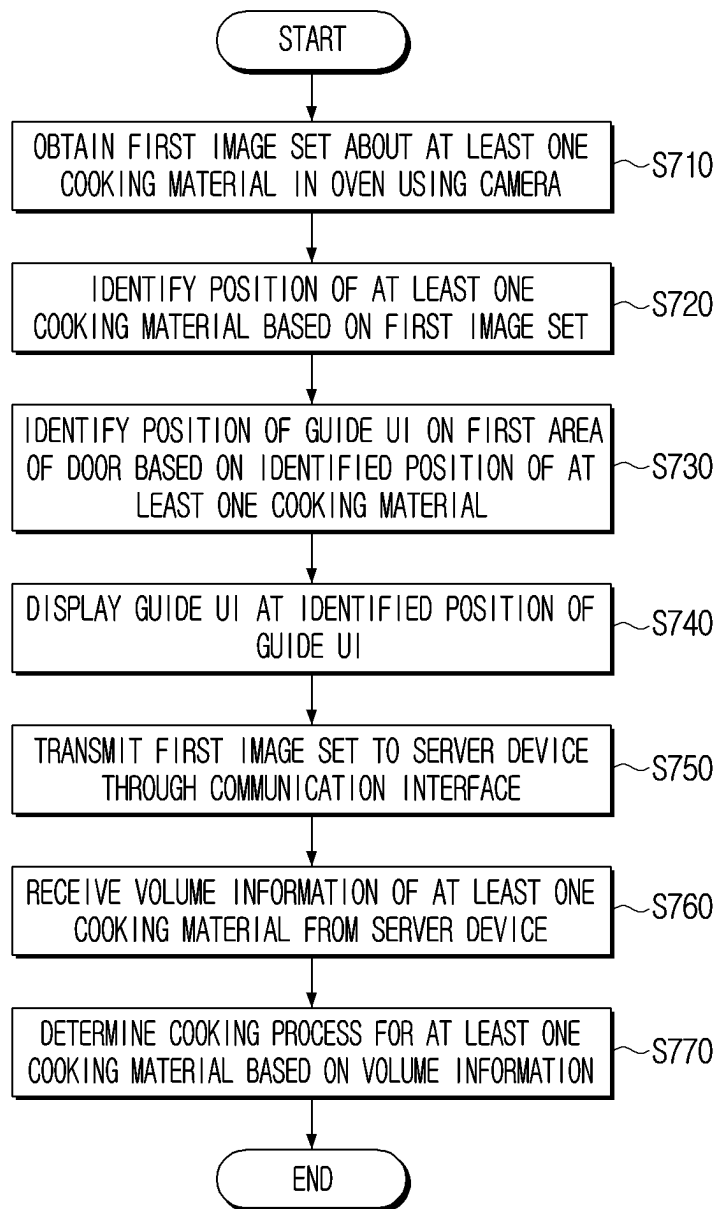 START
OBTAIN FIRST IMAGE SET ABOUT AT LEAST ONE
COOKING MATERIAL IN OVEN USING CAMERA
S710
IDENTIFY POSITION OF AT LEAST ONE
COOKING MATERIAL BASED ON FIRST IMAGE SET
S720
IDENTIFY POSITION OF GUIDE UI ON FIRST AREA
OF DOOR BASED ON IDENTIFIED POSITION OF AT
LEAST ONE COOKING MATERIAL
S730
DISPLAY GUIDE UI AT IDENTIFIED POSITION OF
GUIDE UI
S740
TRANSMIT FIRST IMAGE SET TO SERVER DEVICE
THROUGH COMMUNICATION INTERFACE
S750
RECEIVE VOLUME INFORMATION OF AT LEAST ONE
COOKING MATERIAL FROM SERVER DEVICE
S760
DETERMINE COOKING PROCESS FOR AT LEAST ONE
COOKING MATERIAL BASED ON VOLUME INFORMATION
S770
END